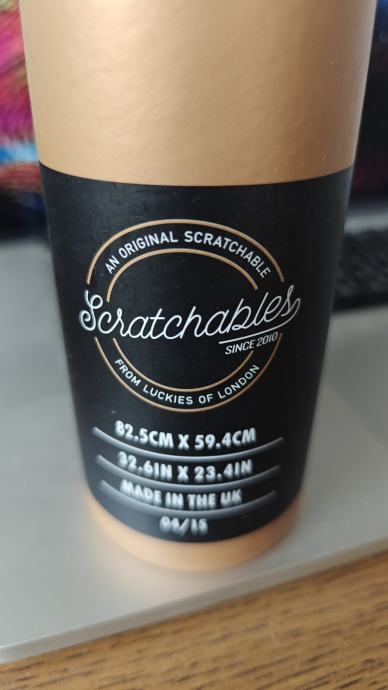 AN ORIGINAL SCRATCHABLE
Scratchables
SINCE 2010
FROM LUCKIES OF LONDON
82.5CM X 59.4CM
32.6IN X 23.4IN
MADE IN THE UK
04/15